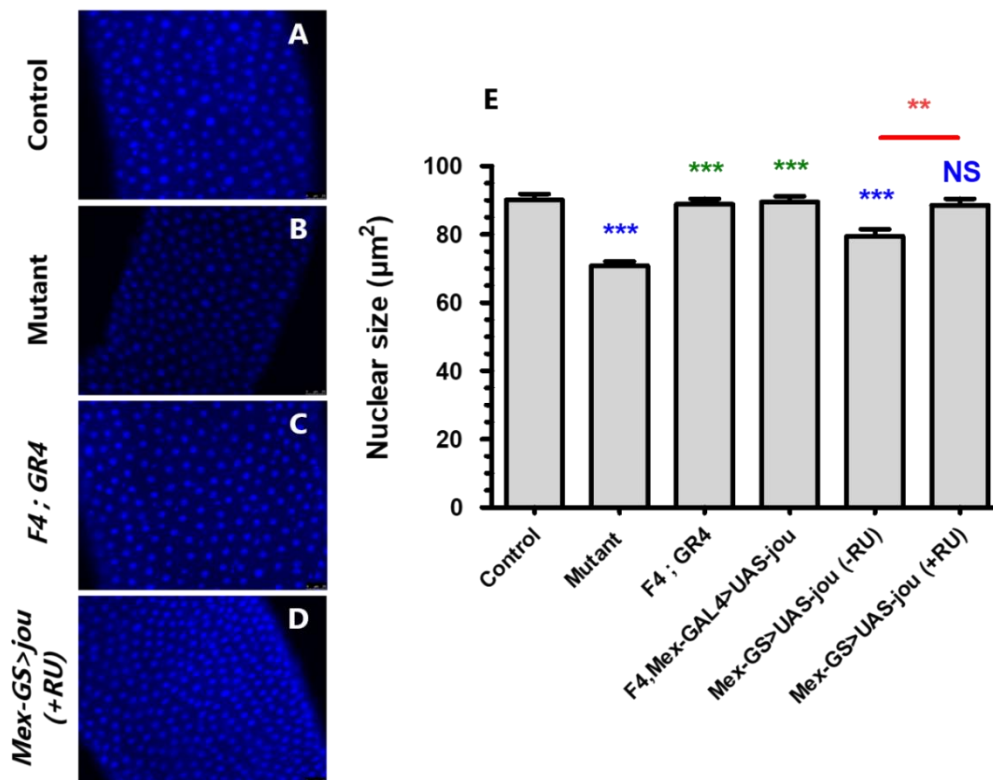 Control
A
Mutant
B
F4 ; GR4
C
Mex-GS>jou
(+RU)
D
E
**
***
***
***
***
NS
Nuclear size (µm2)
100
80
60
40
20
0
Control
Mutant
F4 ; GR4
F4,Mex-GAL4>UAS-jou
Mex-GS>UAS-jou (-RU)
Mex-GS>UAS-jou (+RU)